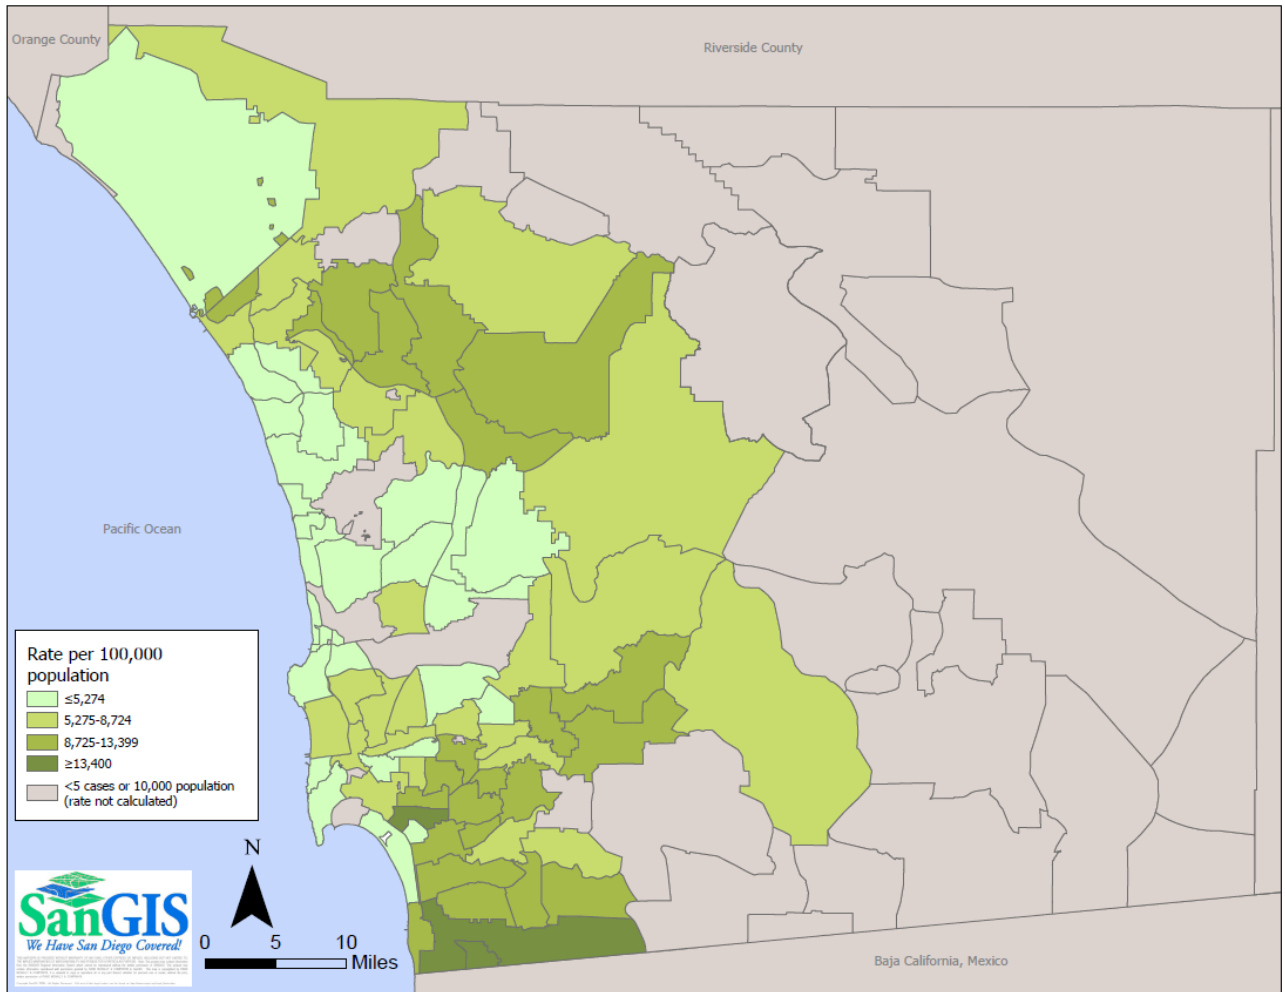 Orange County
Riverside County
Pacific Ocean
Rate per 100,000
population
≤5,274
5,275-8,724
8,725-13,399
≥13,400
<5 cases or 10,000 population
(rate not calculated)
N
SanGIS
We Have San Diego Covered!
0 5 10
Miles
Baja California, Mexico